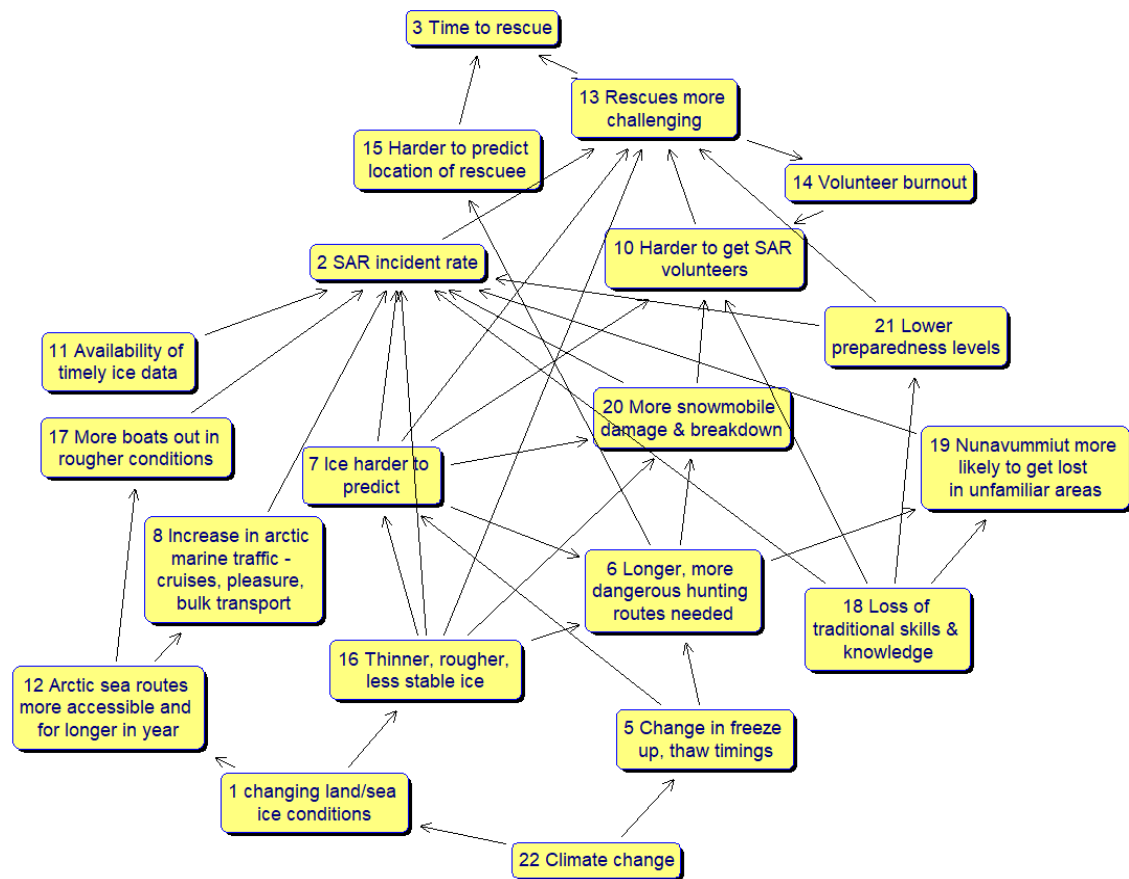 3 Time to rescue
13 Rescues more
challenging
15 Harder to predict
location of rescuee
14 Volunteer burnout
10 Harder to get SAR
volunteers
2 SAR incident rate
21 Lower
preparedness levels
11 Availability of
timely ice data
20 More snowmobile
damage & breakdown
17 More boats out in
rougher conditions
19 Nunavummiut more
likely to get lost
in unfamiliar areas
7 Ice harder to
predict
8 Increase in arctic
marine traffic -
cruises, pleasure,
bulk transport
6 Longer, more
dangerous hunting
routes needed
18 Loss of
traditional skills &
knowledge
16 Thinner, rougher,
less stable ice
12 Arctic sea routes
more accessible and
for longer in year
5 Change in freeze
up, thaw timings
1 changing land/sea
ice conditions
22 Climate change